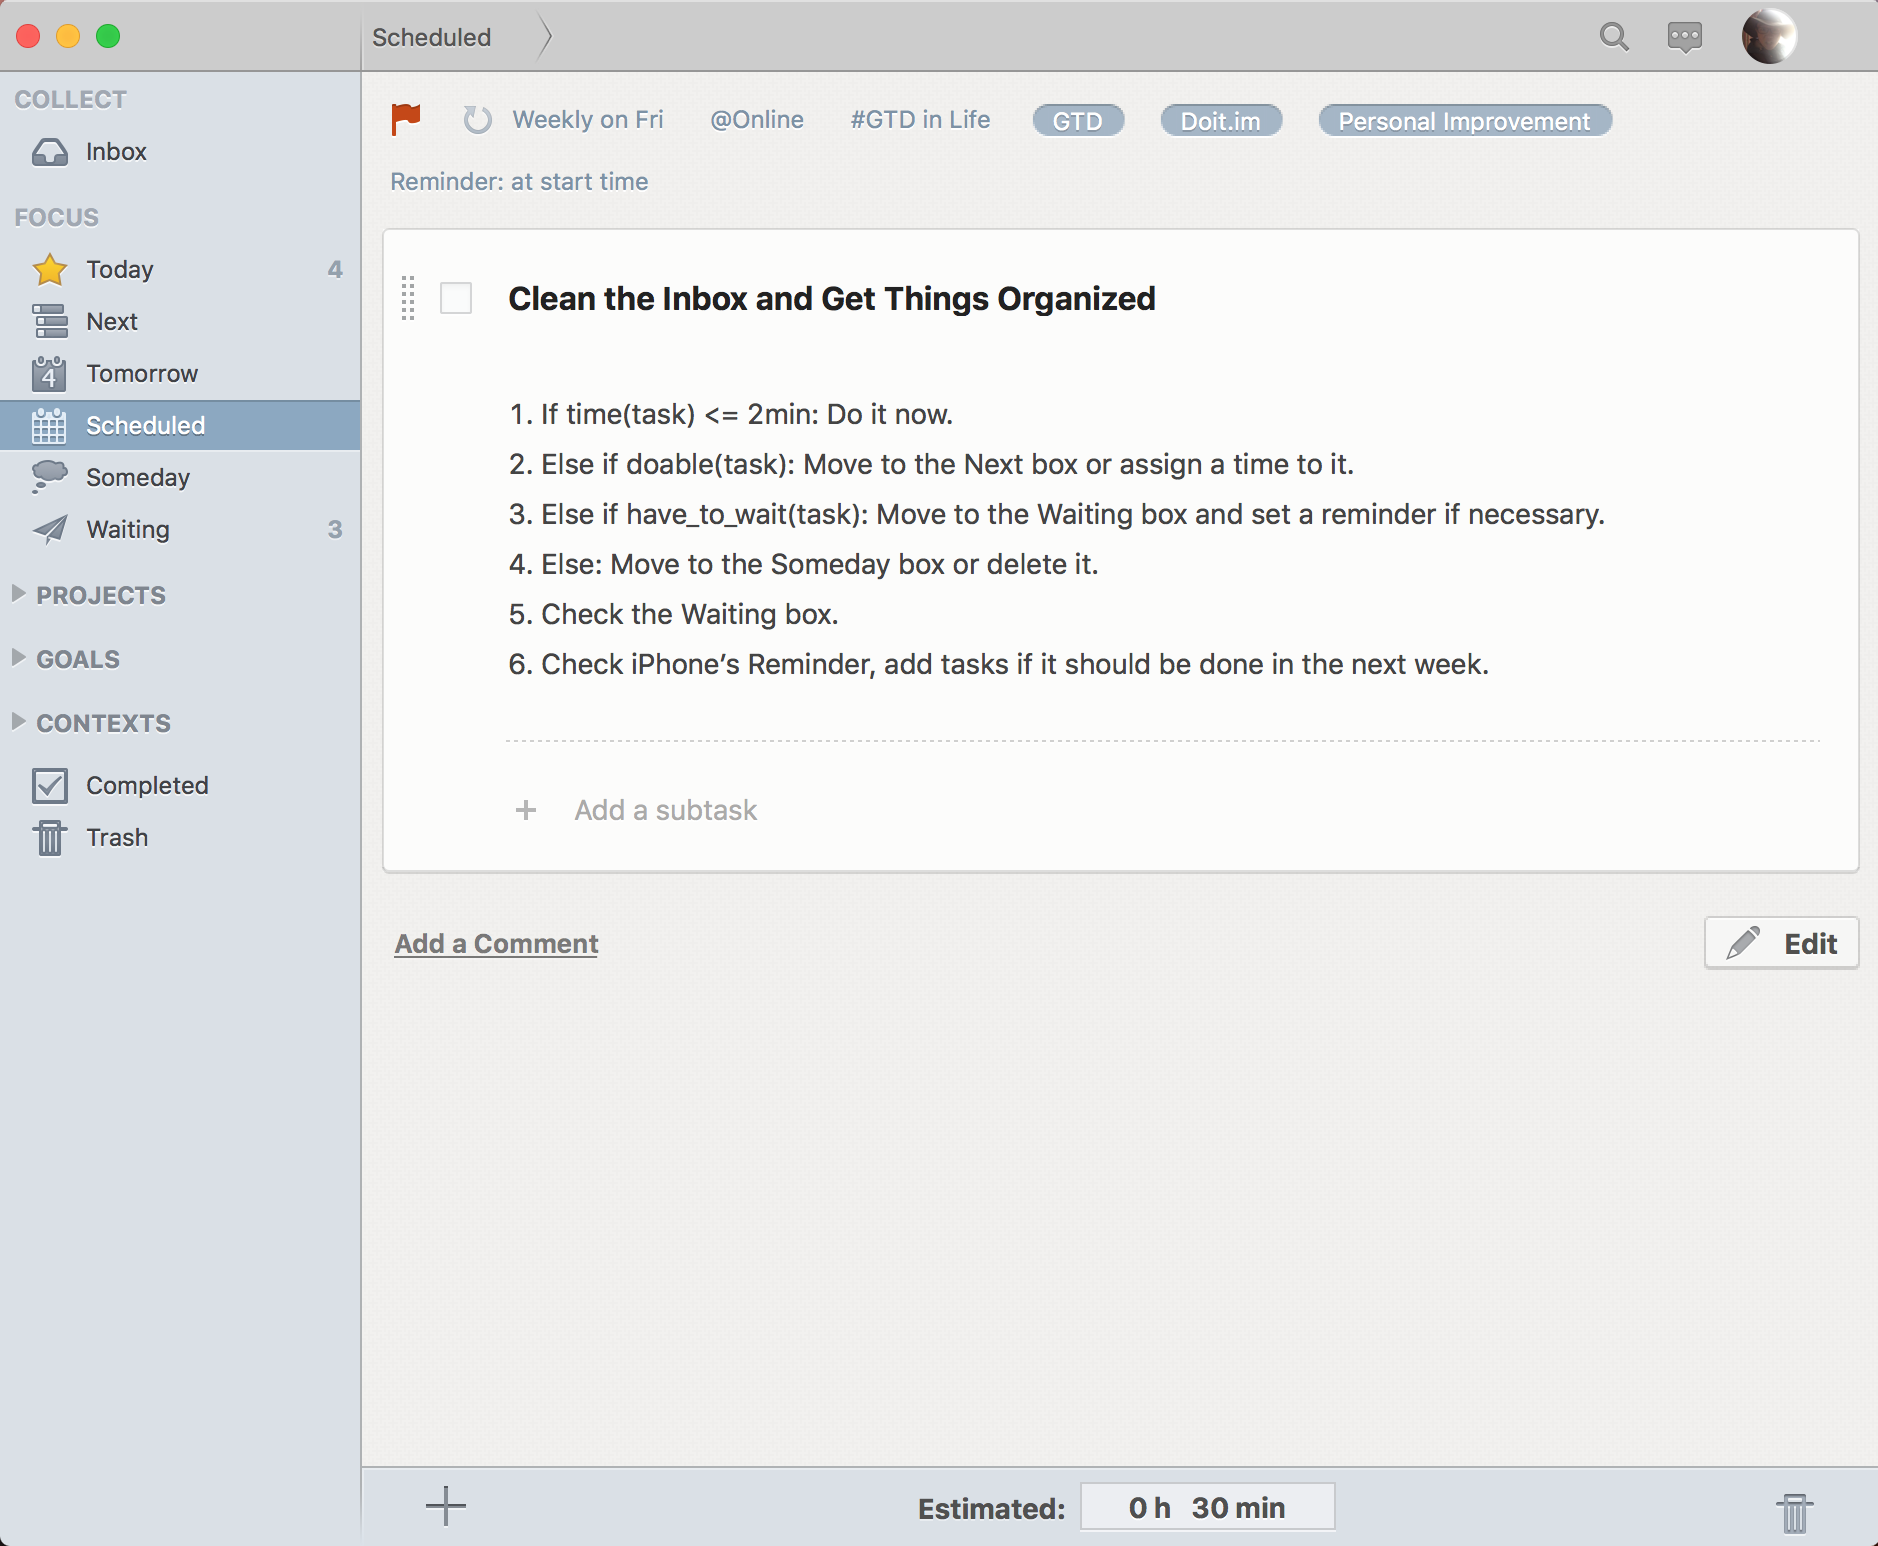 Scheduled
COLLECT
Inbox
FOCUS
Today 4
Next
4 Tomorrow
Scheduled
Someday
Waiting 3
PROJECTS
GOALS
CONTEXTS
Completed
Trash
Weekly on Fri @Online #GTD in Life GTD Doit.im Personal Improvement
Reminder: at start time
Clean the Inbox and Get Things Organized
1. If time(task) <= 2min: Do it now.
2. Else if doable(task): Move to the Next box or assign a time to it.
3. Else if have_to_wait(task): Move to the Waiting box and set a reminder if necessary.
4. Else: Move to the Someday box or delete it.
5. Check the Waiting box.
6. Check iPhone’s Reminder, add tasks if it should be done in the next week.
+ Add a subtask
Add a Comment
Edit
Estimated: 0 h 30 min